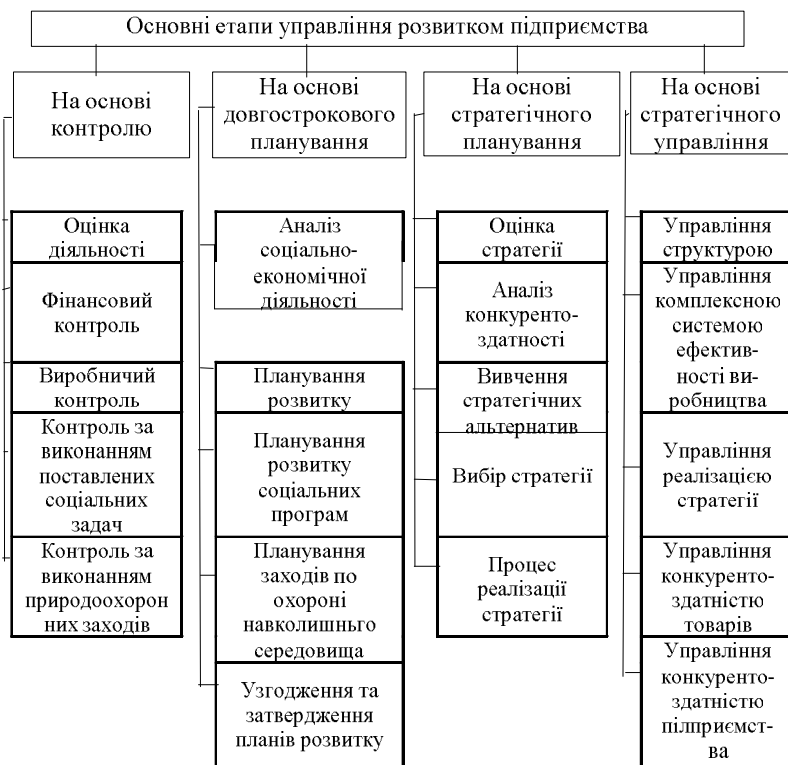 Основні етапи управління розвитком підприємства
На основі
контролю
На основі
довгострокового
планування
На основі
стратегічного
планування
На основі
стратегічного
управління
Оцінка
діяльності
Фінансовий
контроль
Виробничий
контроль
Контроль за
виконанням
поставлених
соціальних
задач
Контроль за
виконанням
природоохорон
них заходів
Аналіз
соціально-
економічної
діяльності
Планування
розвитку
Планування
розвитку
соціальних
програм
Планування
заходів по
охороні
навколишнього
середовища
Узгодження та
затвердження
планів розвитку
Оцінка
стратегії
Аналіз
конкуренто-
здатності
Вивчення
стратегічних
альтернатив
Вибір стратегії
Процес
реалізації
стратегії
Управління
структурою
Управління
комплексною
системою
ефектив-
ності ви-
робництва
Управління
реалізацією
стратегії
Управління
конкуренто-
здатністю
товарів
Управління
конкуренто-
здатністю
пілприємст-
ва